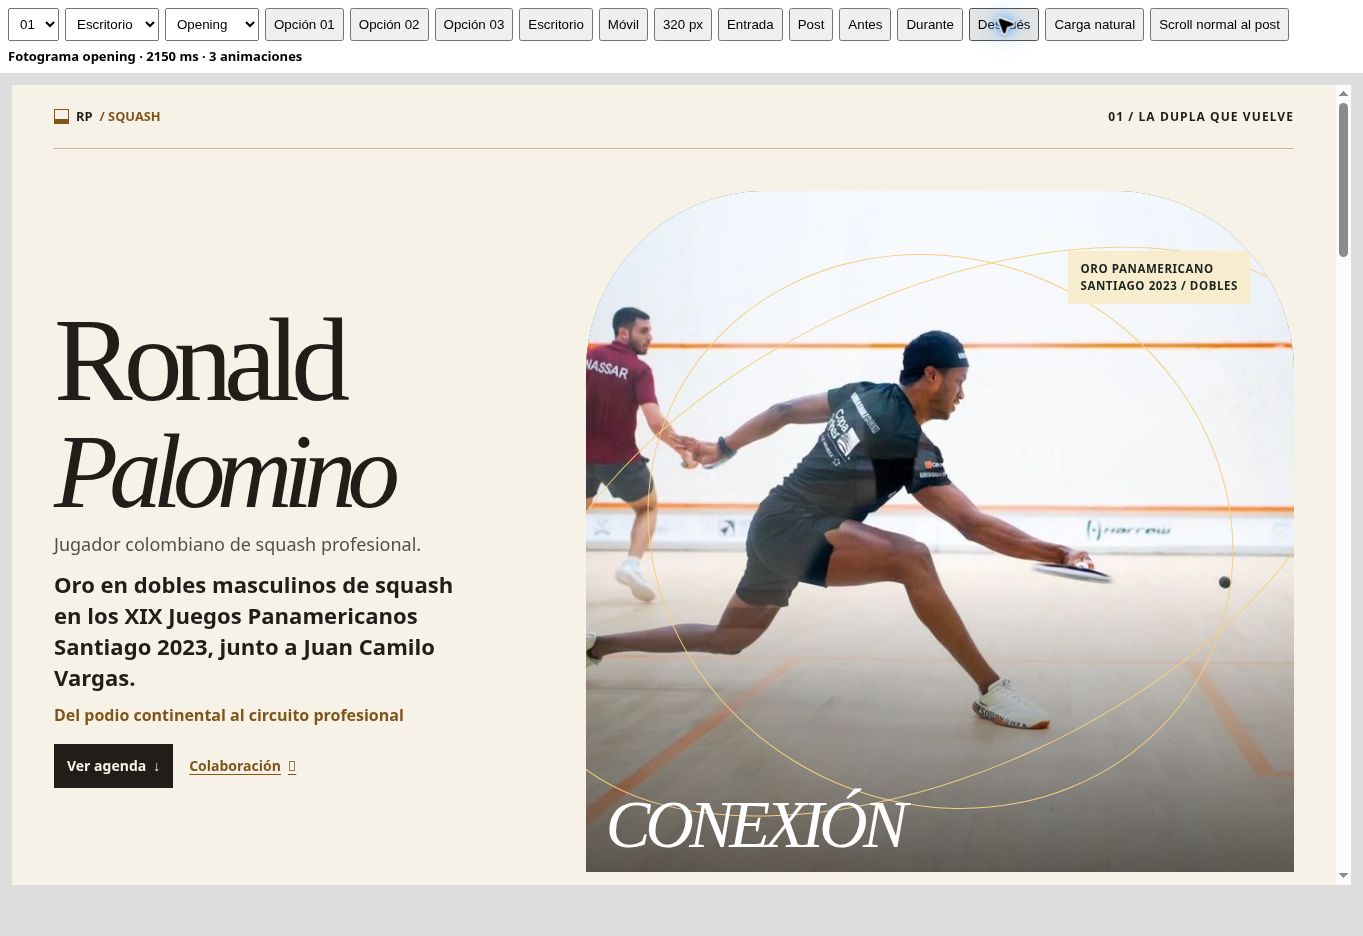 01 Escritorio Opening Opción 01 Opción 02 Opción 03 Escritorio Móvil 320 px Entrada Post Antes Durante Después Carga natural Scroll normal al post
Fotograma opening · 2150 ms · 3 animaciones
RP / SQUASH
01 / LA DUPLA QUE VUELVE
ORO PANAMERICANO
SANTIAGO 2023 / DOBLES
NASSAR
Copa
Harrow
Ronald
Palomino
Jugador colombiano de squash profesional.
Oro en dobles masculinos de squash
en los XIX Juegos Panamericanos
Santiago 2023, junto a Juan Camilo
Vargas.
Del podio continental al circuito profesional
Ver agenda ↓
Colaboración
CONEXIÓN